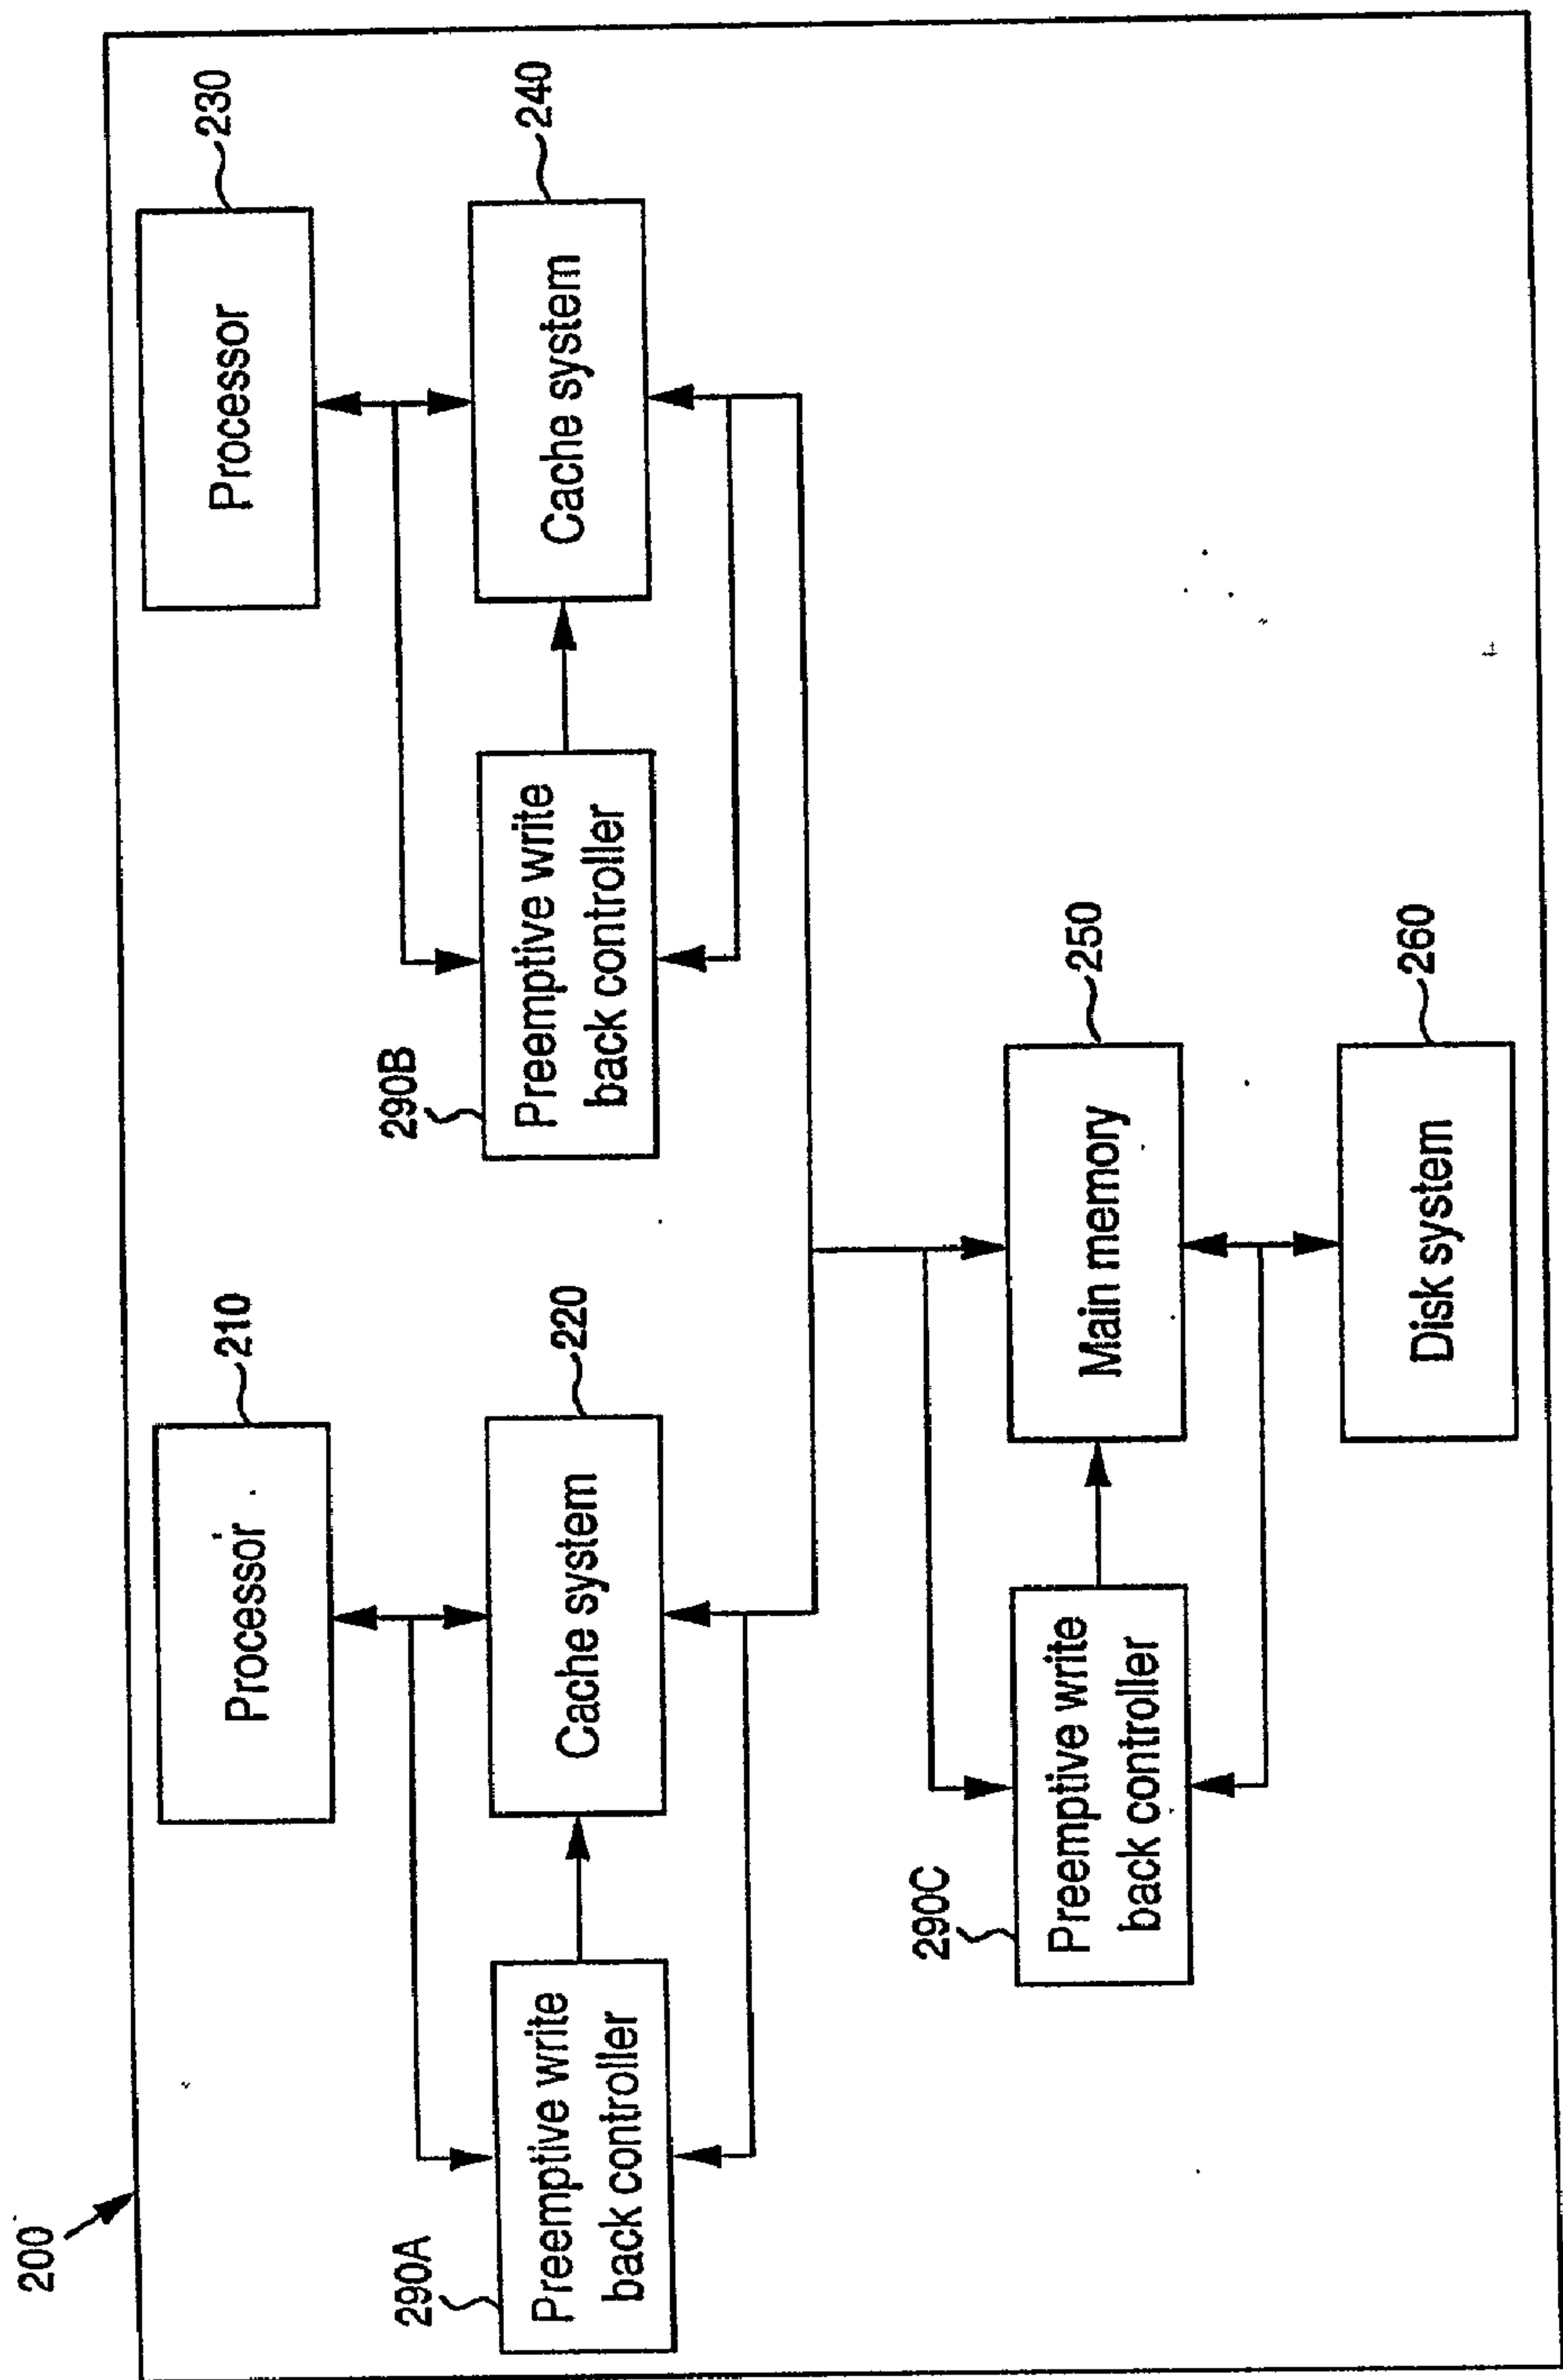 200
Processor
210
Processor
230
290A
Preemptive write
back controller
Cache system
220
290B
Preemptive write
back controller
Cache system
240
290C
Preemptive write
back controller
Main memory
250
Disk system
260